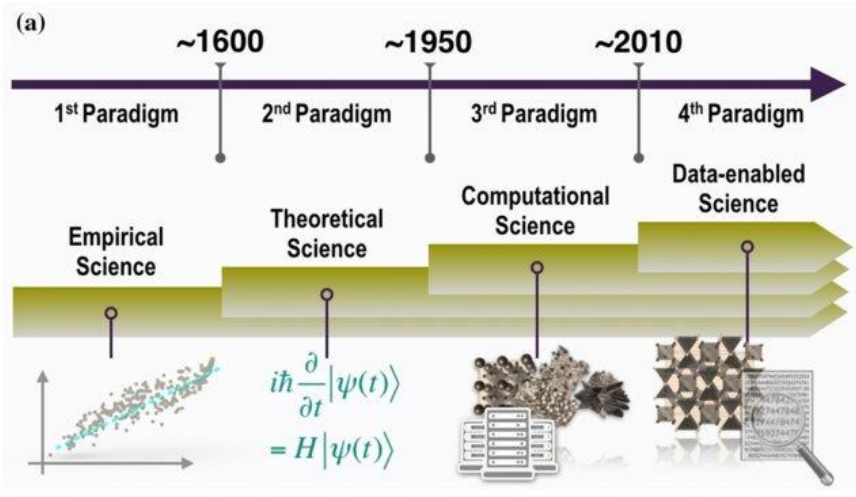 (a)
~1600
~1950
~2010
1st Paradigm
2nd Paradigm
3rd Paradigm
4th Paradigm
Empirical
Science
Theoretical
Science
Computational
Science
Data-enabled
Science
iħ ∂/∂t |ψ(t)⟩
= H|ψ(t)⟩